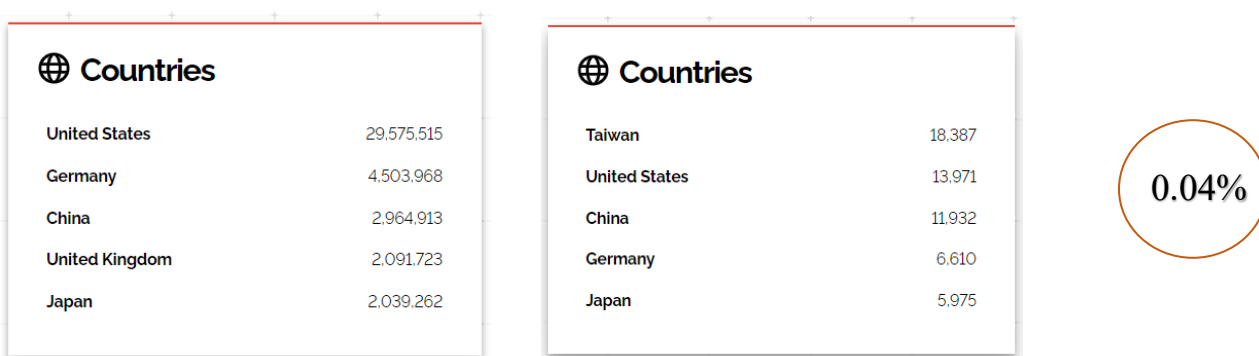 Countries
United States 29,575,515
Germany 4,503,968
China 2,964,913
United Kingdom 2,091,723
Japan 2,039,262
Countries
Taiwan 18,387
United States 13,971
China 11,932
Germany 6,610
Japan 5,975
0.04%